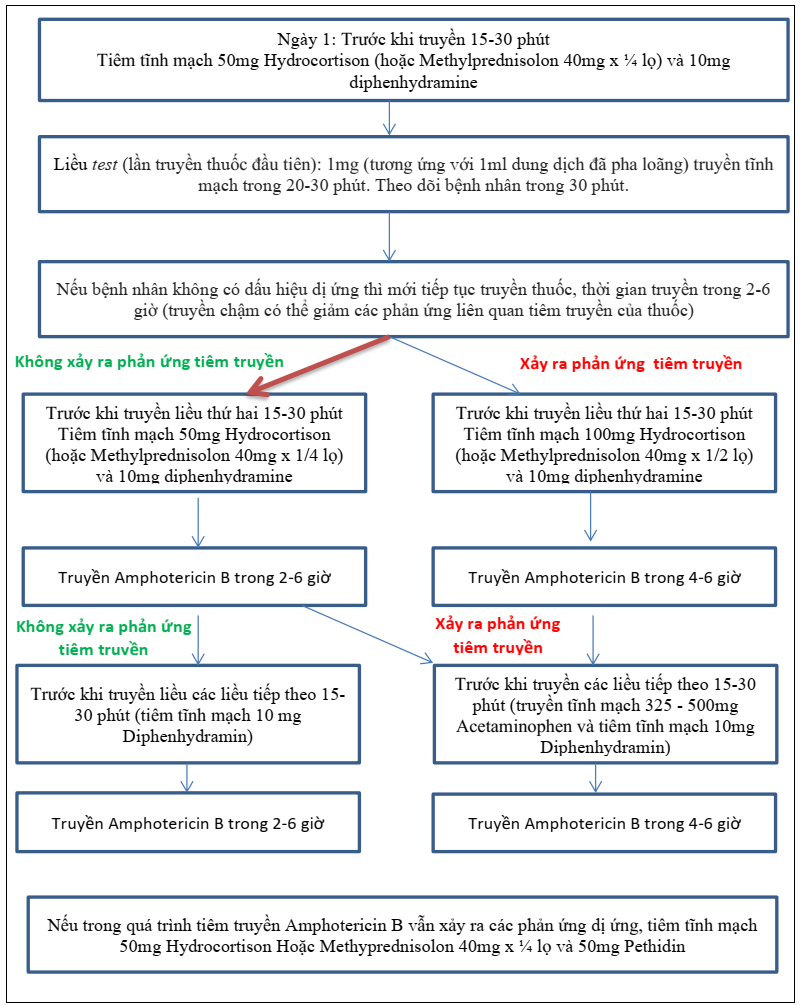 Ngày 1: Trước khi truyền 15-30 phút
Tiêm tĩnh mạch 50mg Hydrocortison (hoặc Methylprednisolon 40mg x ¼ lọ) và 10mg
diphenhydramine
Liều test (lần truyền thuốc đầu tiên): 1mg (tương ứng với 1ml dung dịch đã pha loãng) truyền tĩnh
mạch trong 20-30 phút. Theo dõi bệnh nhân trong 30 phút.
Nếu bệnh nhân không có dấu hiệu dị ứng thì mới tiếp tục truyền thuốc, thời gian truyền trong 2-6
giờ (truyền chậm có thể giảm các phản ứng liên quan tiêm truyền của thuốc)
Không xảy ra phản ứng tiêm truyền
Xảy ra phản ứng tiêm truyền
Trước khi truyền liều thứ hai 15-30 phút
Tiêm tĩnh mạch 50mg Hydrocortison
(hoặc Methylprednisolon 40mg x 1/4 lọ)
và 10mg diphenhydramine
Trước khi truyền liều thứ hai 15-30 phút
Tiêm tĩnh mạch 100mg Hydrocortison
(hoặc Methylprednisolon 40mg x 1/2 lọ)
và 10mg diphenhydramine
Truyền Amphotericin B trong 2-6 giờ
Truyền Amphotericin B trong 4-6 giờ
Không xảy ra phản ứng
tiêm truyền
Xảy ra phản ứng
tiêm truyền
Trước khi truyền liều các liều tiếp theo 15-
30 phút (tiêm tĩnh mạch 10 mg
Diphenhydramin)
Trước khi truyền các liều tiếp theo 15-30
phút (truyền tĩnh mạch 325 - 500mg
Acetaminophen và tiêm tĩnh mạch 10mg
Diphenhydramin)
Truyền Amphotericin B trong 2-6 giờ
Truyền Amphotericin B trong 4-6 giờ
Nếu trong quá trình tiêm truyền Amphotericin B vẫn xảy ra các phản ứng dị ứng, tiêm tĩnh mạch
50mg Hydrocortison Hoặc Methyprednisolon 40mg x ¼ lọ và 50mg Pethidin